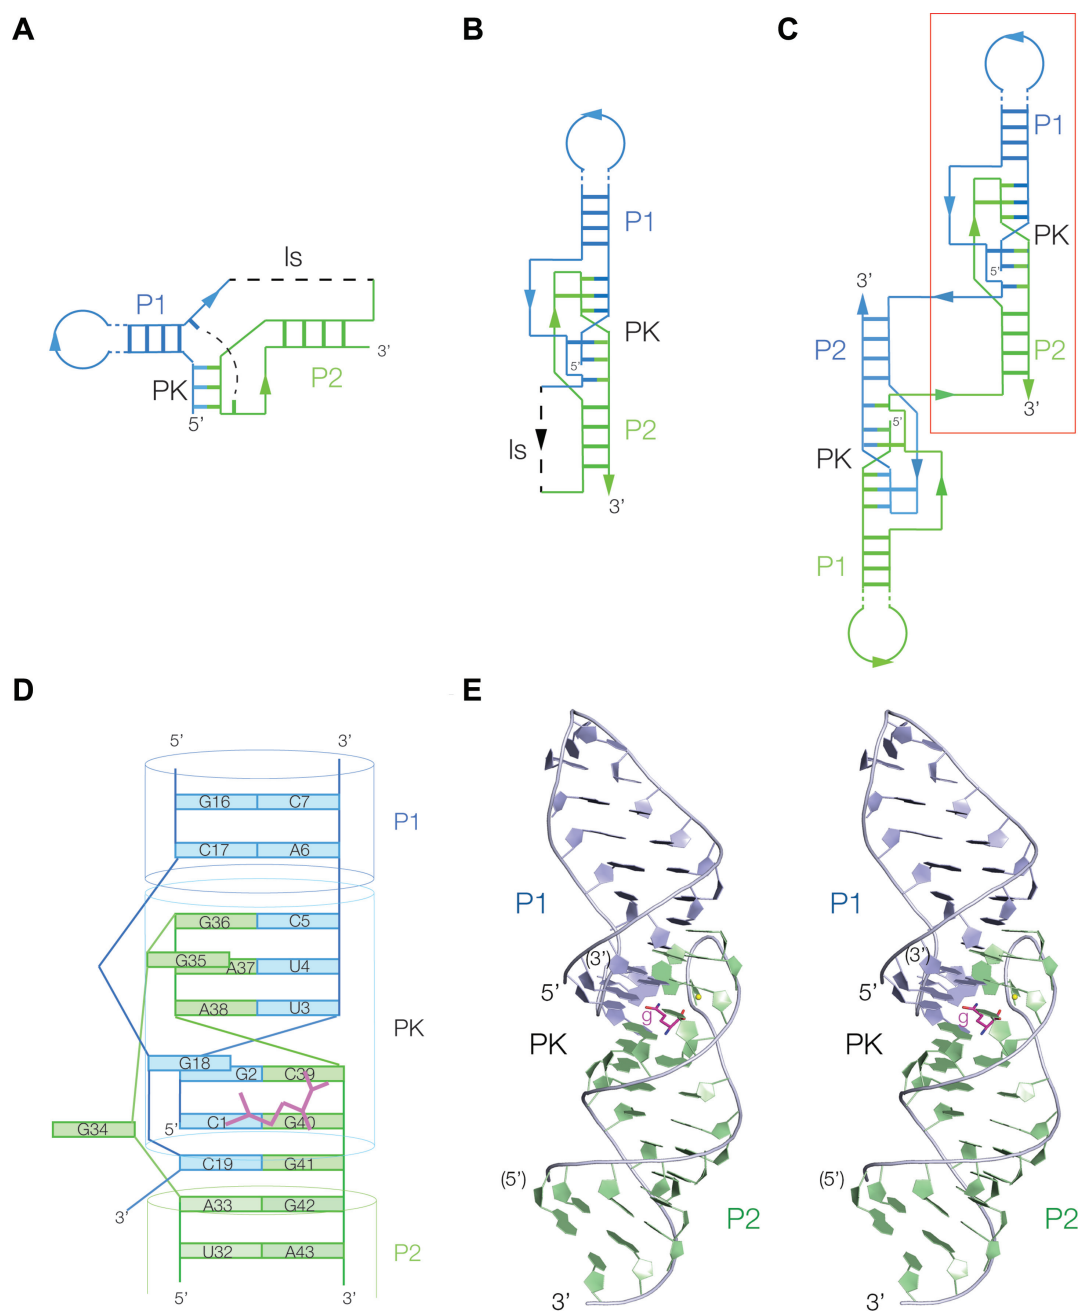 A
B
C
ls
P1
PK
P2
5’
3’
P1
PK
5’
P2
ls
3’
P1
PK
5’
3’
P2
P2
3’
5’
PK
P1
D
E
5’
3’
G16
C7
P1
C17
A6
G36
C5
G35
A37
U4
A38
U3
PK
G18
G2
C39
G34
5’
C1
G40
C19
G41
3’
A33
G42
U32
A43
P2
5’
3’
P1
(3’)
5’
g
PK
(5’)
P2
3’
P1
(3’)
5’
g
PK
(5’)
P2
3’